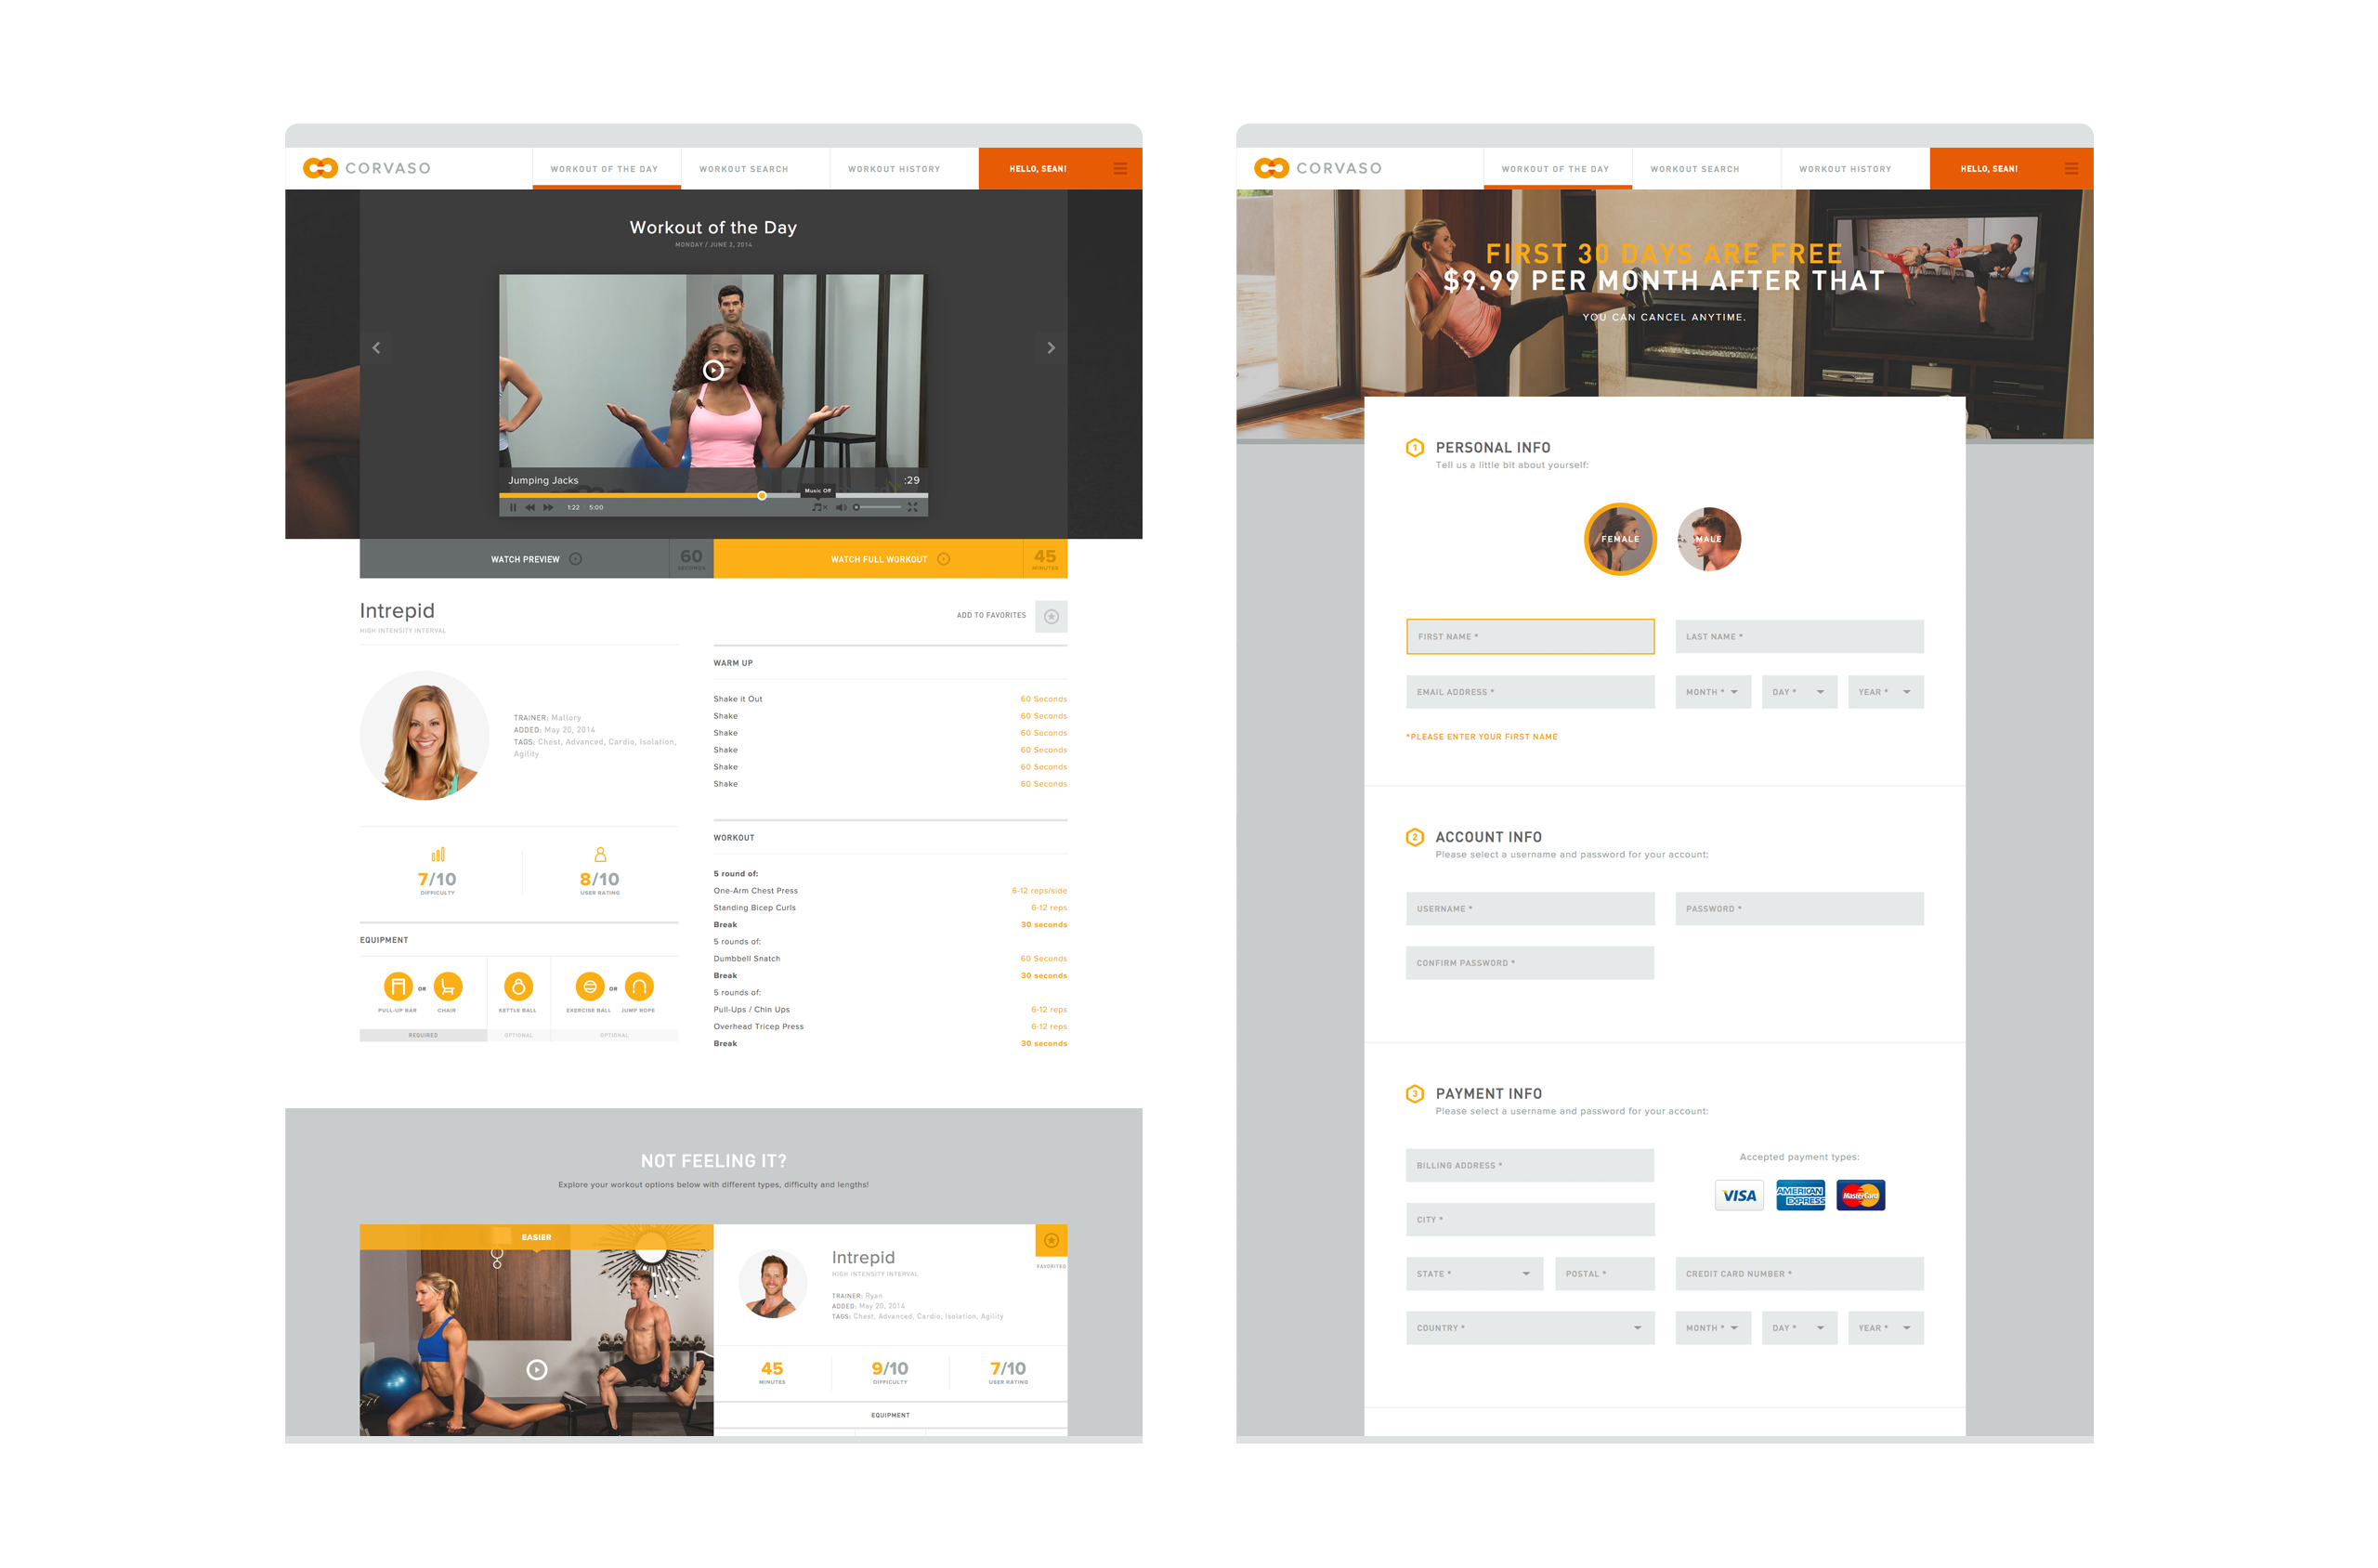 CORVASO
WORKOUT OF THE DAY
WORKOUT SEARCH
WORKOUT HISTORY
HELLO, SEAN!
Workout of the Day
MONDAY / JUNE 2, 2014
Jumping Jacks
:29
Music Off
1:22 5:00
WATCH PREVIEW
60
SECONDS
WATCH FULL WORKOUT
45
MINUTES
Intrepid
HIGH INTENSITY INTERVAL
ADD TO FAVORITES
TRAINER: Mallory
ADDED: May 20, 2014
TAGS: Chest, Advanced, Cardio, Isolation,
Agility
7/10
DIFFICULTY
8/10
USER RATING
EQUIPMENT
OR
OR
PULL-UP BAR
CHAIR
KETTLE BALL
EXERCISE BALL
JUMP ROPE
REQUIRED
OPTIONAL
OPTIONAL
WARM UP
Shake it Out 60 Seconds
Shake 60 Seconds
Shake 60 Seconds
Shake 60 Seconds
Shake 60 Seconds
Shake 60 Seconds
WORKOUT
5 round of:
One-Arm Chest Press 6-12 reps/side
Standing Bicep Curls 6-12 reps
Break 30 seconds
5 rounds of:
Dumbbell Snatch 60 Seconds
Break 30 seconds
5 rounds of:
Pull-Ups / Chin Ups 6-12 reps
Overhead Tricep Press 6-12 reps
Break 30 seconds
NOT FEELING IT?
Explore your workout options below with different types, difficulty and lengths!
EASIER
Intrepid
HIGH INTENSITY INTERVAL
FAVORITED
TRAINER: Ryan
ADDED: May 20, 2014
TAGS: Chest, Advanced, Cardio, Isolation, Agility
45
MINUTES
9/10
DIFFICULTY
7/10
USER RATING
EQUIPMENT
CORVASO
WORKOUT OF THE DAY
WORKOUT SEARCH
WORKOUT HISTORY
HELLO, SEAN!
FIRST 30 DAYS ARE FREE
$9.99 PER MONTH AFTER THAT
YOU CAN CANCEL ANYTIME.
1 PERSONAL INFO
Tell us a little bit about yourself:
FEMALE
MALE
FIRST NAME *
LAST NAME *
EMAIL ADDRESS *
MONTH *
DAY *
YEAR *
*PLEASE ENTER YOUR FIRST NAME
2 ACCOUNT INFO
Please select a username and password for your account:
USERNAME *
PASSWORD *
CONFIRM PASSWORD *
3 PAYMENT INFO
Please select a username and password for your account:
BILLING ADDRESS *
Accepted payment types:
VISA
AMERICAN EXPRESS
MasterCard
CITY *
STATE *
POSTAL *
CREDIT CARD NUMBER *
COUNTRY *
MONTH *
DAY *
YEAR *